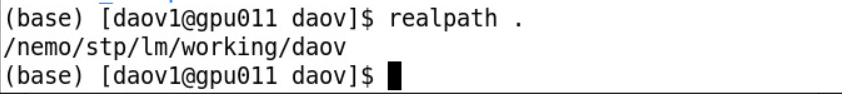 (base) [daov1@gpu011 daov]$ realpath .
/nemo/stp/lm/working/daov
(base) [daov1@gpu011 daov]$